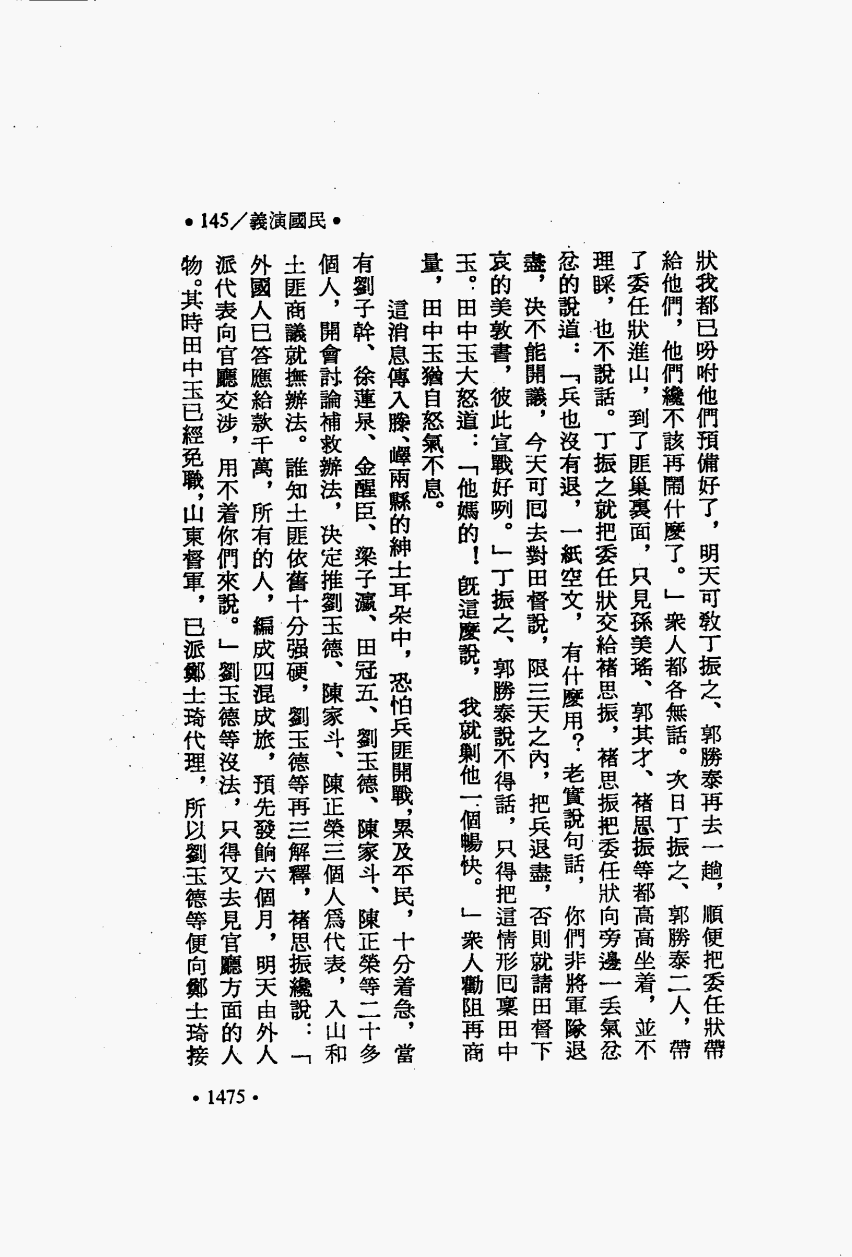 •145/義演國民•
狀我都已吩咐他們預備好了，明天可教丁振之、郭勝泰再去一趟，順便把委任狀帶
給他們，他們纔不該再鬧什麼了。」衆人都各無話。次日丁振之、郭勝泰二人，帶
了委任狀進山，到了匪巢裏面，只見孫美瑤、郭其才、褚思振等都高高坐着，並不
理睬，也不說話。丁振之就把委任狀交給褚思振，褚思振把委任狀向旁邊一丢氣忿
忿的說道：「兵也沒有退，一紙空文，有什麼用？老實說句話，你們非將軍隊退
盡，决不能開議，今天可囘去對田督說，限三天之內，把兵退盡，否則就請田督下
哀的美敦書，彼此宣戰好咧。」丁振之、郭勝泰說不得話，只得把這情形囘稟田中
玉。田中玉大怒道：「他媽的！旣這麼說，我就剿他一個暢快。」衆人勸阻再商
量，田中玉猶自怒氣不息。
這消息傳入滕、嶧兩縣的紳士耳朵中，恐怕兵匪開戰，累及平民，十分着急，當
有劉子幹、徐蓮泉、金醒臣、梁子瀛、田冠五、劉玉德、陳家斗、陳正榮等二十多
個人，開會討論補救辦法，決定推劉玉德、陳家斗、陳正榮三個人爲代表，入山和
土匪商議就撫辦法。誰知土匪依舊十分强硬，劉玉德等再三解釋，褚思振纔說：「
外國人已答應給款千萬，所有的人，編成四混成旅，預先發餉六個月，明天由外人
派代表向官廳交涉，用不着你們來說。」劉玉德等沒法，只得又去見官廳方面的人
物。其時田中玉已經免職，山東督軍，已派鄭士琦代理，所以劉玉德等便向鄭士琦接
•1475•